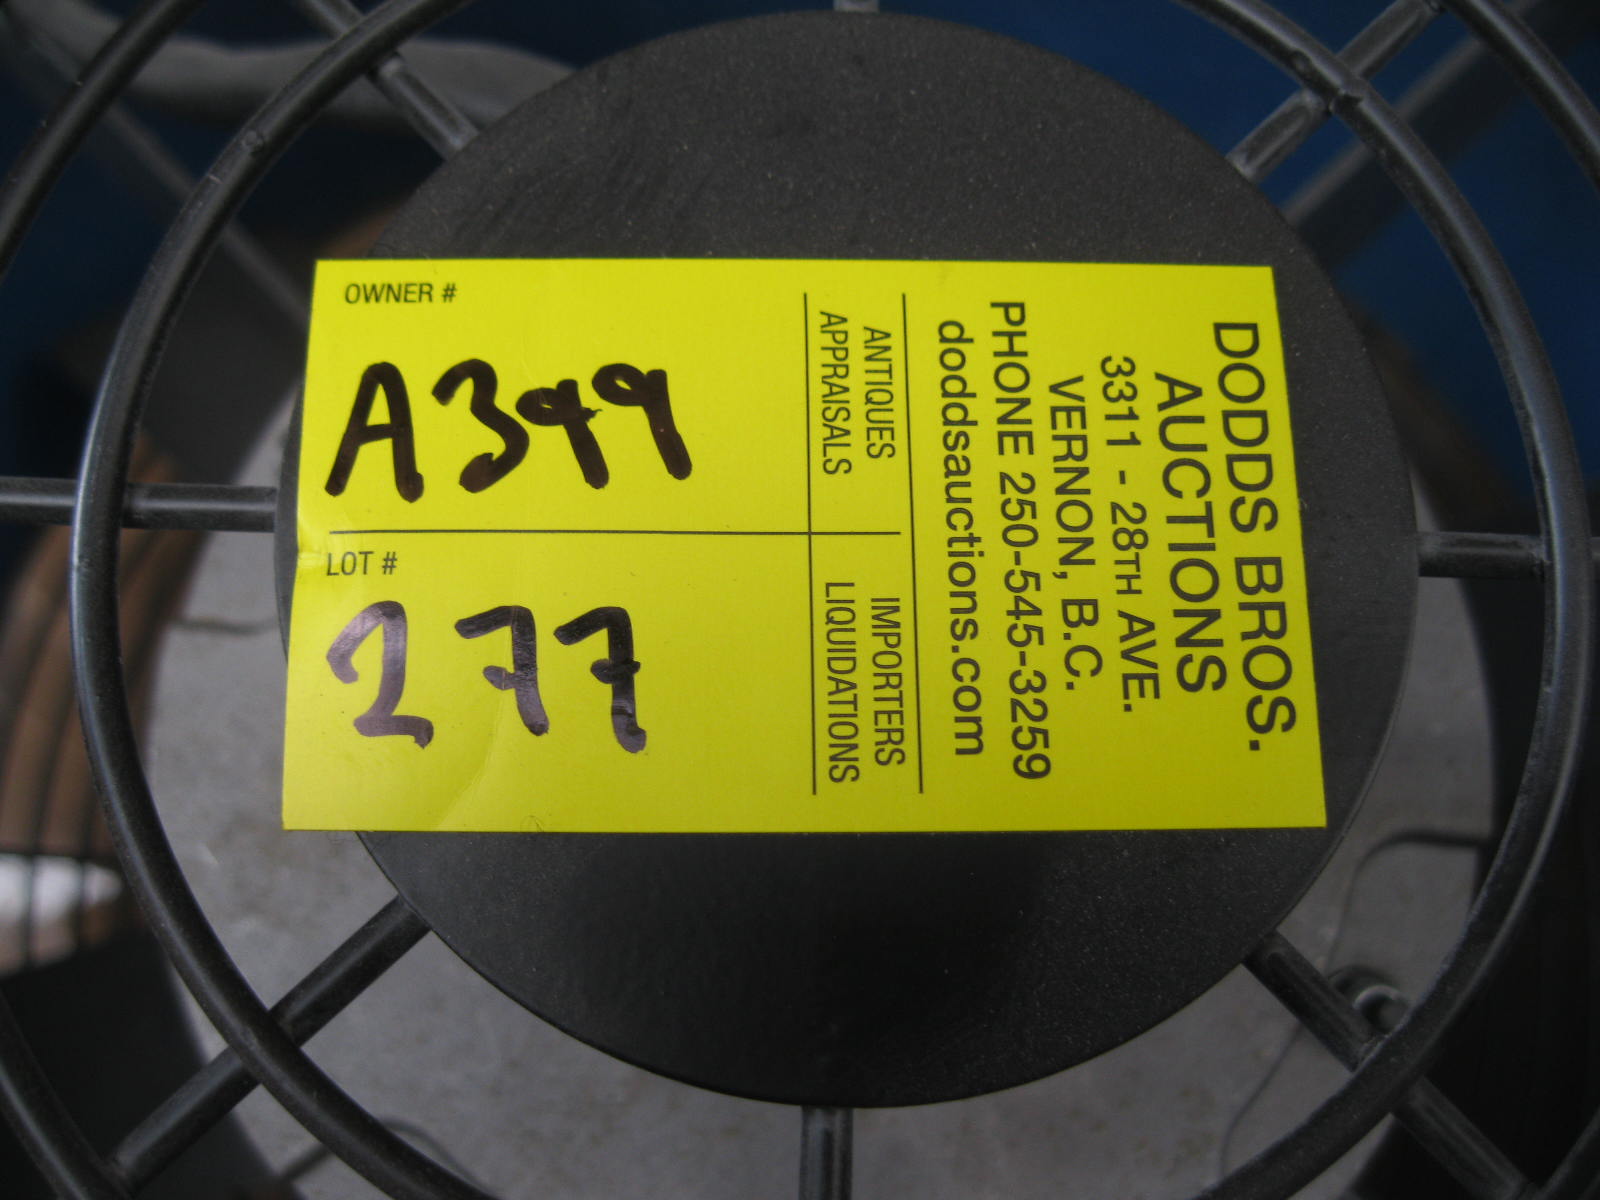 OWNER #
A399
LOT #
277
DODDS BROS.
AUCTIONS
3311 - 28TH AVE.
VERNON, B.C.
PHONE 250-545-3259
doddsauctions.com
ANTIQUES
APPRAISALS
IMPORTERS
LIQUIDATIONS